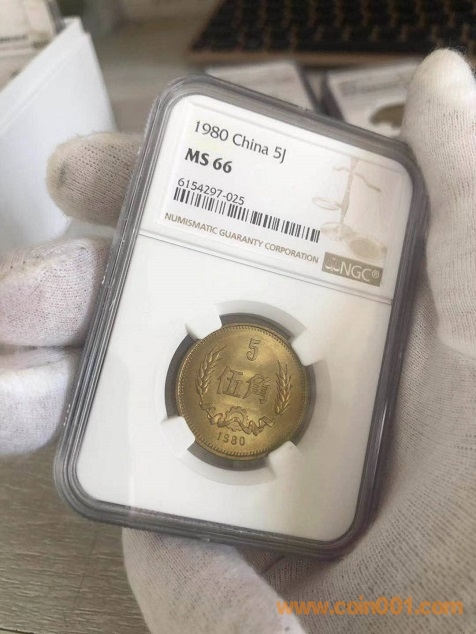 1980 China 5J
MS 66
6154297-025
NUMISMATIC GUARANTY CORPORATION
NGC®
5
伍角
1980
www.coin001.com